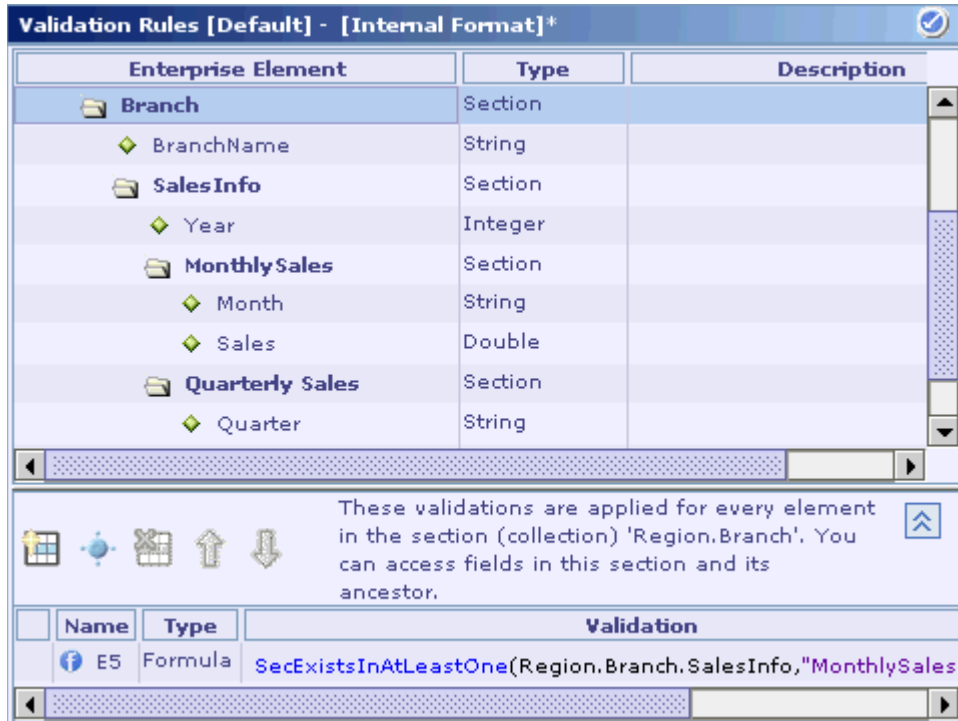 Validation Rules [Default] - [Internal Format]*
Enterprise Element Type Description
Branch Section
BranchName String
SalesInfo Section
Year Integer
MonthlySales Section
Month String
Sales Double
Quarterly Sales Section
Quarter String
These validations are applied for every element
in the section (collection) 'Region.Branch'. You
can access fields in this section and its
ancestor.
Name Type Validation
E5 Formula SecExistsInAtLeastOne(Region.Branch.SalesInfo,"MonthlySales